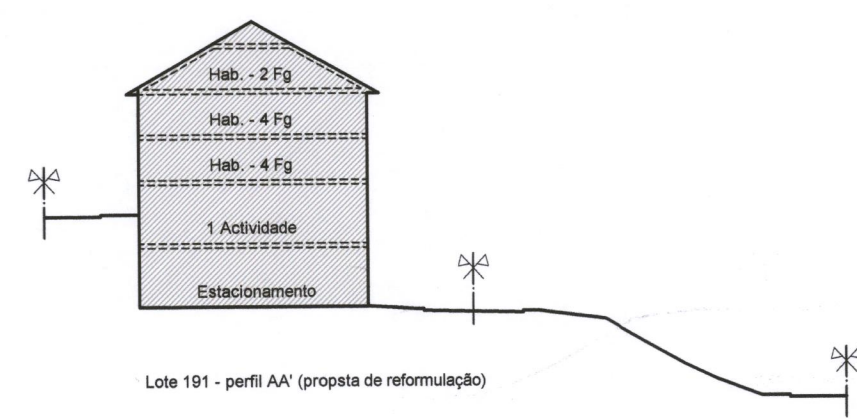 Hab. - 2 Fg
Hab. - 4 Fg
Hab. - 4 Fg
1 Actividade
Estacionamento
Lote 191 - perfil AA' (propsta de reformulação)